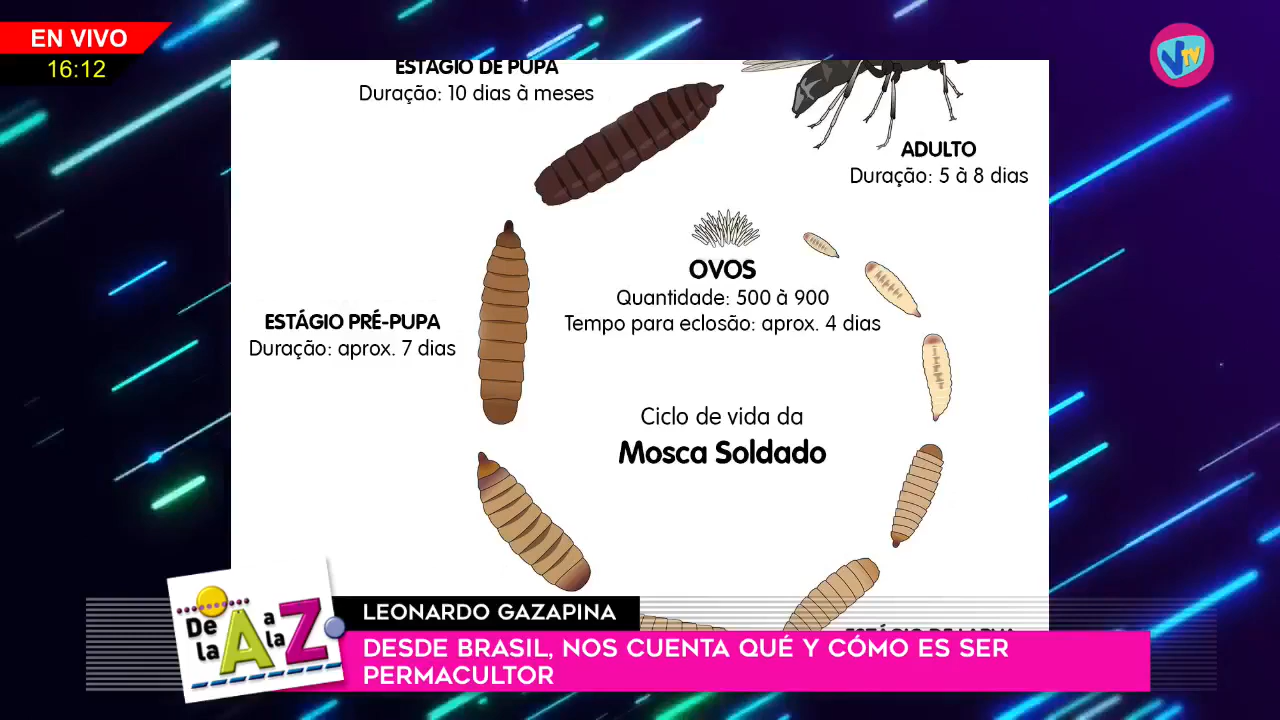 EN VIVO
16:12
VTV
ESTÁGIO DE PUPA
Duração: 10 dias à meses
ADULTO
Duração: 5 à 8 dias
OVOS
Quantidade: 500 à 900
Tempo para eclosão: aprox. 4 dias
ESTÁGIO PRÉ-PUPA
Duração: aprox. 7 dias
Ciclo de vida da
Mosca Soldado
De
la A a
la Z
LEONARDO GAZAPINA
DESDE BRASIL, NOS CUENTA QUÉ Y CÓMO ES SER
PERMACULTOR